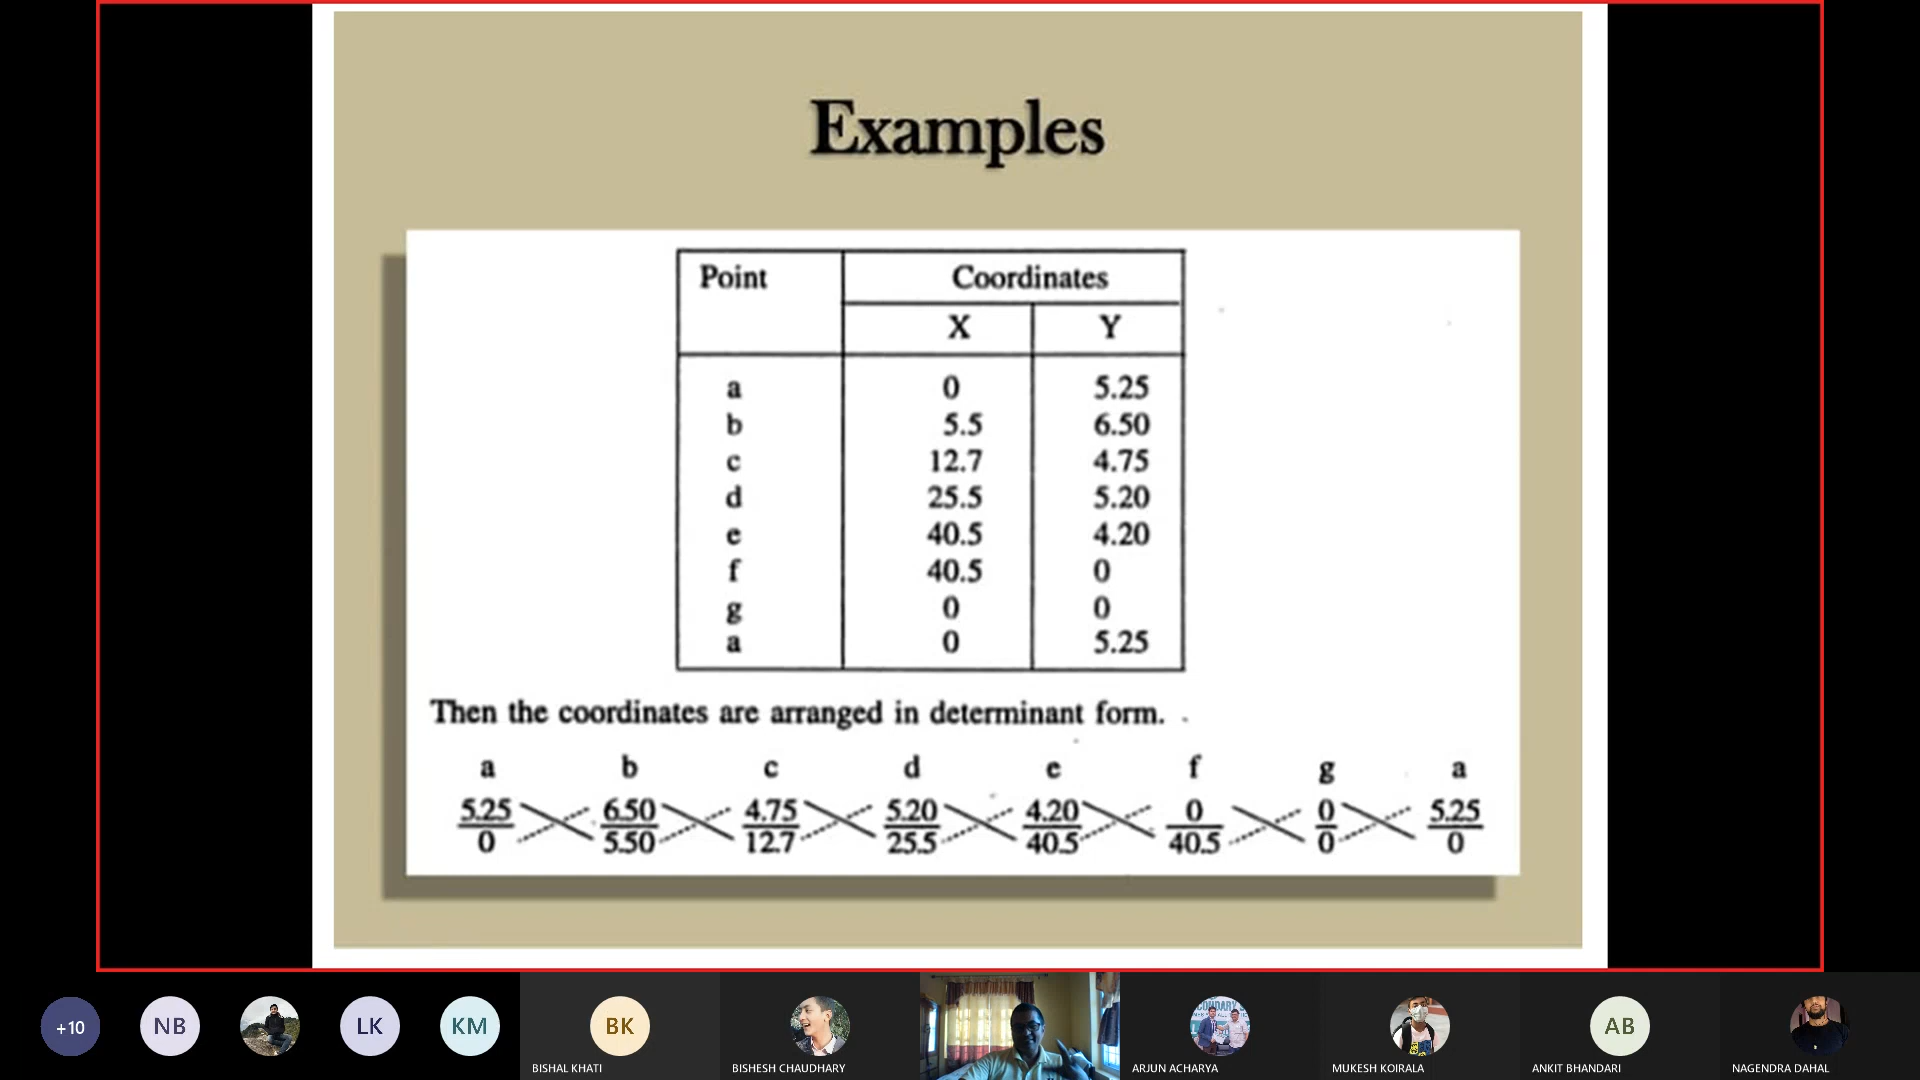 Examples
Point Coordinates
X Y
a 0 5.25
b 5.5 6.50
c 12.7 4.75
d 25.5 5.20
e 40.5 4.20
f 40.5 0
g 0 0
a 0 5.25
Then the coordinates are arranged in determinant form.
a b c d e f g a
5.25 6.50 4.75 5.20 4.20 0 0 5.25
0 5.50 12.7 25.5 40.5 40.5 0 0
+10 NB LK KM BK AB
BISHAL KHATI BISHESH CHAUDHARY ARJUN ACHARYA MUKESH KOIRALA ANKIT BHANDARI NAGENDRA DAHAL